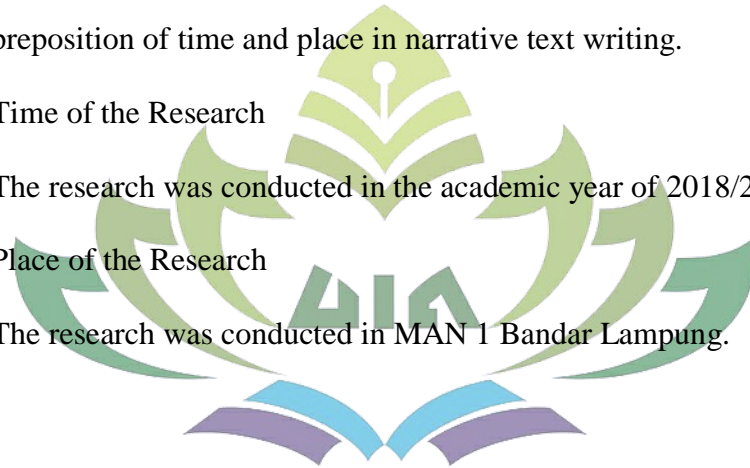 preposition of time and place in narrative text writing.
Time of the Research
The research was conducted in the academic year of 2018/2
Place of the Research
UIN
The research was conducted in MAN 1 Bandar Lampung.